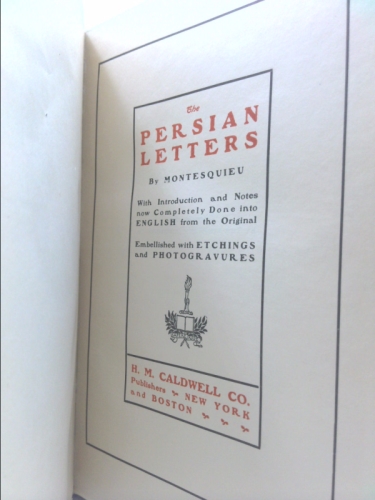 The
PERSIAN
LETTERS
By MONTESQUIEU
With Introduction and Notes
now Completely Done into
ENGLISH from the Original
Embellished with ETCHINGS
and PHOTOGRAVURES
H. M. CALDWELL CO.
Publishers NEW YORK
and BOSTON